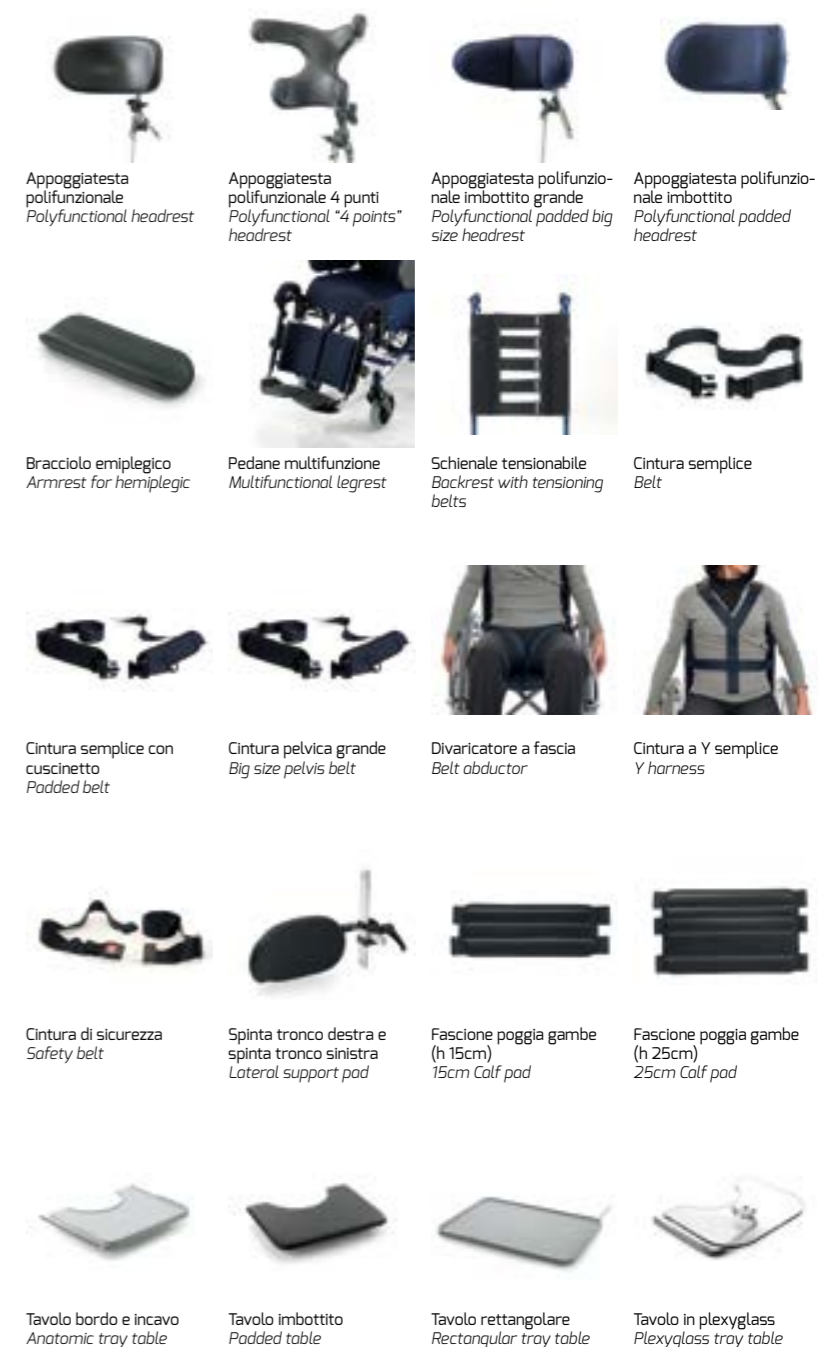 Appoggiatesta
polifunzionale
Polyfunctional headrest
Appoggiatesta
polifunzionale 4 punti
Polyfunctional “4 points”
headrest
Appoggiatesta polifunzio-
nale imbottito grande
Polyfunctional padded big
size headrest
Appoggiatesta polifunzio-
nale imbottito
Polyfunctional padded
headrest
Bracciolo emiplegico
Armrest for hemiplegic
Pedane multifunzione
Multifunctional legrest
Schienale tensionabile
Backrest with tensioning
belts
Cintura semplice
Belt
Cintura semplice con
cuscinetto
Padded belt
Cintura pelvica grande
Big size pelvis belt
Divaricatore a fascia
Belt abductor
Cintura a Y semplice
Y harness
Cintura di sicurezza
Safety belt
Spinta tronco destra e
spinta tronco sinistra
Lateral support pad
Fascione poggia gambe
(h 15cm)
15cm Calf pad
Fascione poggia gambe
(h 25cm)
25cm Calf pad
Tavolo bordo e incavo
Anatomic tray table
Tavolo imbottito
Padded table
Tavolo rettangolare
Rectangular tray table
Tavolo in plexyglass
Plexyglass tray table